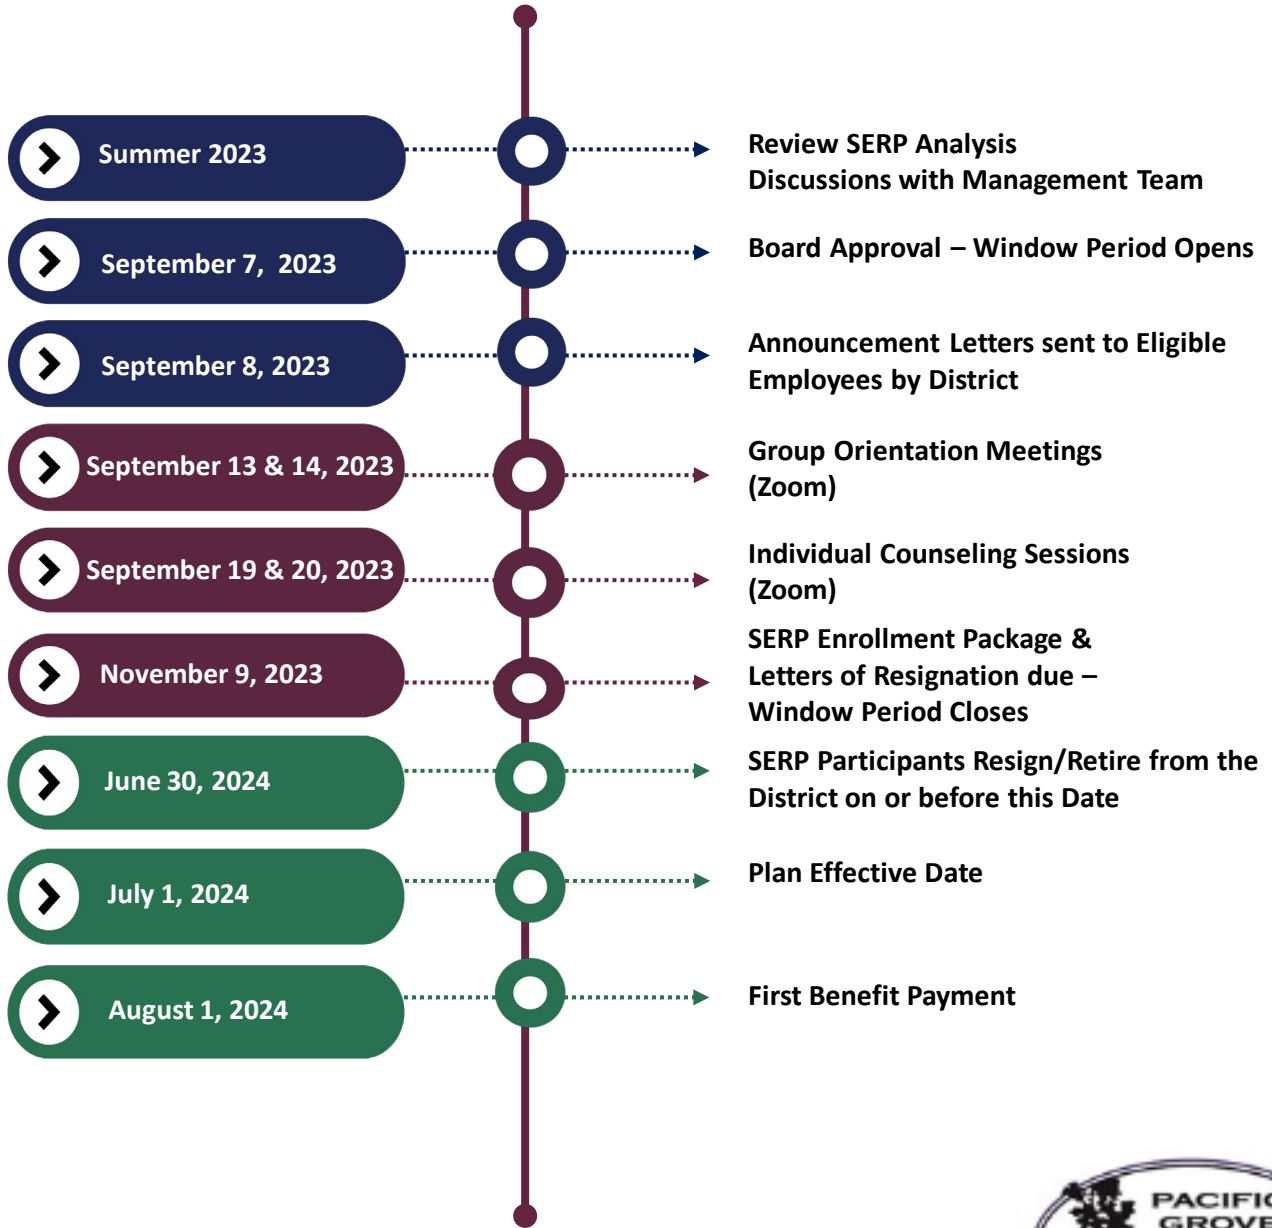 Summer 2023
Review SERP Analysis
Discussions with Management Team
September 7,  2023
Board Approval – Window Period Opens
September 8, 2023
Announcement Letters sent to Eligible
Employees by District
September 13 & 14, 2023
Group Orientation Meetings
(Zoom)
September 19 & 20, 2023
Individual Counseling Sessions
(Zoom)
November 9, 2023
SERP Enrollment Package &
Letters of Resignation due –
Window Period Closes
June 30, 2024
SERP Participants Resign/Retire from the
District on or before this Date
July 1, 2024
Plan Effective Date
August 1, 2024
First Benefit Payment
PACIFIC
GROVE